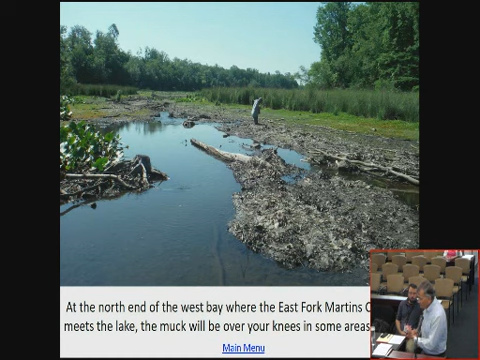 At the north end of the west bay where the East Fork Martins C
meets the lake, the muck will be over your knees in some areas
Main Menu